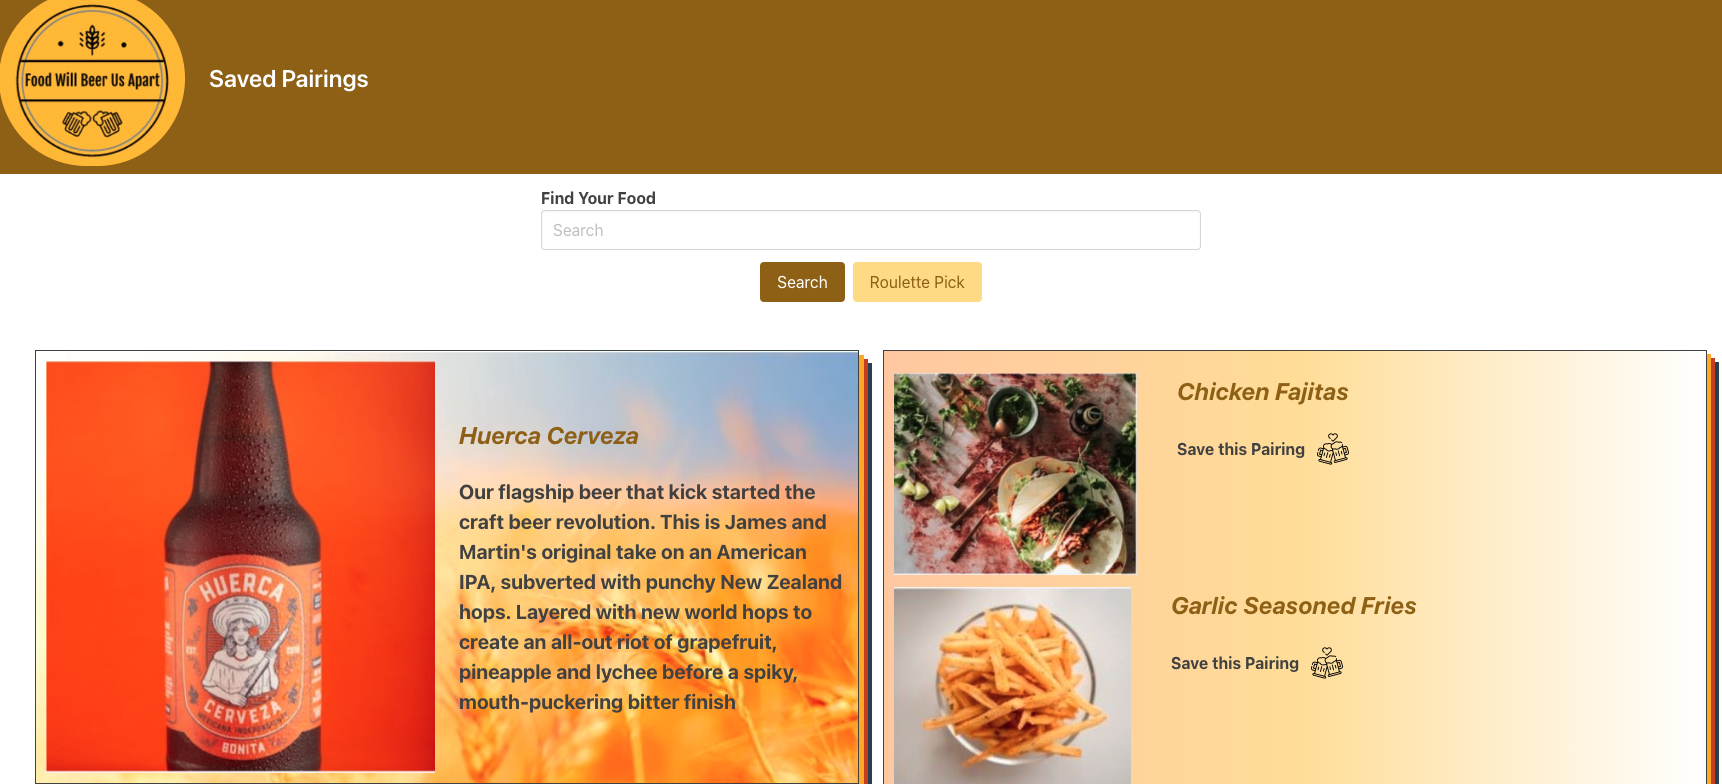 Food Will Beer Us Apart
Saved Pairings
Find Your Food
Search
Search
Roulette Pick
HUERCA
CERVEZA
BONITA
Huerca Cerveza
Our flagship beer that kick started the
craft beer revolution. This is James and
Martin's original take on an American
IPA, subverted with punchy New Zealand
hops. Layered with new world hops to
create an all-out riot of grapefruit,
pineapple and lychee before a spiky,
mouth-puckering bitter finish
Chicken Fajitas
Save this Pairing
Garlic Seasoned Fries
Save this Pairing